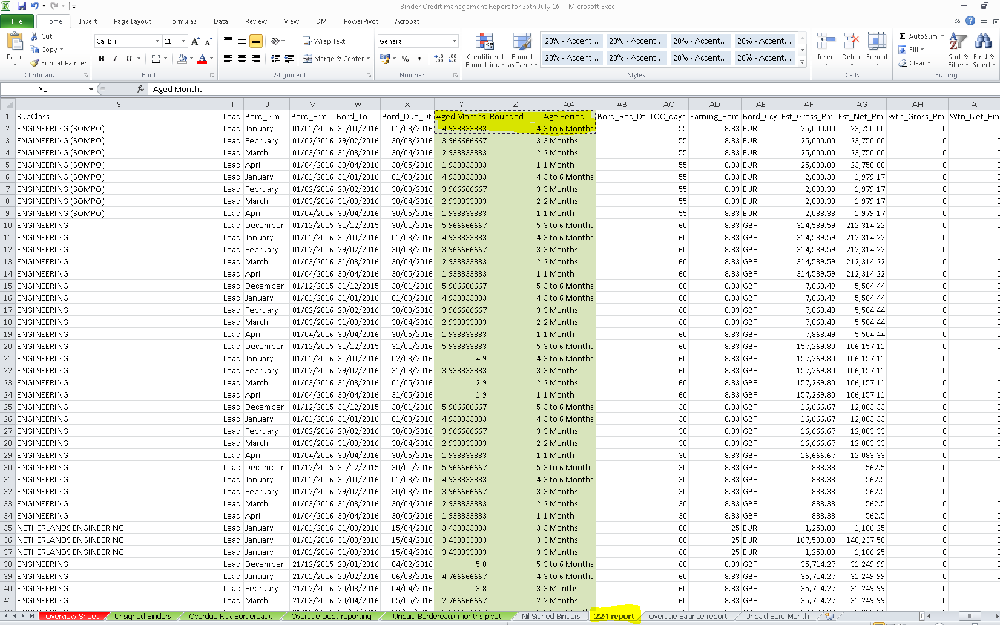 Binder Credit management Report for 25th July 16 - Microsoft Excel
File Home Insert Page Layout Formulas Data Review View DM PowerPivot Acrobat
Paste Cut Copy Format Painter Clipboard
Calibri 11 B I U Font
Wrap Text Merge & Center Alignment
General % , Number
Conditional Formatting Format as Table 20% - Accent... 20% - Accent... 20% - Accent... 20% - Accent... Styles
20% - Accent... 20% - Accent... 20% - Accent... 20% - Accent...
Insert Delete Format Cells
AutoSum Fill Clear Sort & Filter Find & Select Editing
Y1 fx Aged Months
S T U V W X Y Z AA AB AC AD AE AF AG AH AI
1 SubClass Lead Bord_Nm Bord_Frm Bord_To Bord_Due_Dt Aged Months Rounded Age Period Bord_Rec_Dt TOC_days Earning_Perc Bord_Ccy Est_Gross_Pm Est_Net_Pm Wtn_Gross_Pm Wtn_Net_Pm
2 ENGINEERING (SOMPO) Lead January 01/01/2016 31/01/2016 01/03/2016 4.933333333 4 3 to 6 Months 55 8.33 EUR 25,000.00 23,750.00 0 0
3 ENGINEERING (SOMPO) Lead February 01/02/2016 29/02/2016 30/03/2016 3.966666667 3 3 Months 55 8.33 EUR 25,000.00 23,750.00 0 0
4 ENGINEERING (SOMPO) Lead March 01/03/2016 31/03/2016 30/04/2016 2.933333333 2 2 Months 55 8.33 EUR 25,000.00 23,750.00 0 0
5 ENGINEERING (SOMPO) Lead April 01/04/2016 30/04/2016 30/05/2016 1.933333333 1 1 Month 55 8.33 EUR 25,000.00 23,750.00 0 0
6 ENGINEERING (SOMPO) Lead January 01/01/2016 31/01/2016 01/03/2016 4.933333333 4 3 to 6 Months 55 8.33 EUR 2,083.33 1,979.17 0 0
7 ENGINEERING (SOMPO) Lead February 01/02/2016 29/02/2016 30/03/2016 3.966666667 3 3 Months 55 8.33 EUR 2,083.33 1,979.17 0 0
8 ENGINEERING (SOMPO) Lead March 01/03/2016 31/03/2016 30/04/2016 2.933333333 2 2 Months 55 8.33 EUR 2,083.33 1,979.17 0 0
9 ENGINEERING (SOMPO) Lead April 01/04/2016 30/04/2016 30/05/2016 1.933333333 1 1 Month 55 8.33 EUR 2,083.33 1,979.17 0 0
10 ENGINEERING Lead December 01/12/2015 31/12/2015 30/01/2016 5.966666667 5 3 to 6 Months 60 8.33 GBP 314,539.59 212,314.22 0 0
11 ENGINEERING Lead January 01/01/2016 31/01/2016 01/03/2016 4.933333333 4 3 to 6 Months 60 8.33 GBP 314,539.59 212,314.22 0 0
12 ENGINEERING Lead February 01/02/2016 29/02/2016 30/03/2016 3.966666667 3 3 Months 60 8.33 GBP 314,539.59 212,314.22 0 0
13 ENGINEERING Lead March 01/03/2016 31/03/2016 30/04/2016 2.933333333 2 2 Months 60 8.33 GBP 314,539.59 212,314.22 0 0
14 ENGINEERING Lead April 01/04/2016 30/04/2016 30/05/2016 1.933333333 1 1 Month 60 8.33 GBP 314,539.59 212,314.22 0 0
15 ENGINEERING Lead December 01/12/2015 31/12/2015 30/01/2016 5.966666667 5 3 to 6 Months 60 8.33 GBP 7,863.49 5,504.44 0 0
16 ENGINEERING Lead January 01/01/2016 31/01/2016 01/03/2016 4.933333333 4 3 to 6 Months 60 8.33 GBP 7,863.49 5,504.44 0 0
17 ENGINEERING Lead February 01/02/2016 29/02/2016 30/03/2016 3.966666667 3 3 Months 60 8.33 GBP 7,863.49 5,504.44 0 0
18 ENGINEERING Lead March 01/03/2016 31/03/2016 30/04/2016 2.933333333 2 2 Months 60 8.33 GBP 7,863.49 5,504.44 0 0
19 ENGINEERING Lead April 01/04/2016 30/04/2016 30/05/2016 1.933333333 1 1 Month 60 8.33 GBP 7,863.49 5,504.44 0 0
20 ENGINEERING Lead December 01/12/2015 31/12/2015 31/01/2016 5.933333333 5 3 to 6 Months 60 8.33 GBP 157,269.80 106,157.11 0 0
21 ENGINEERING Lead January 01/01/2016 31/01/2016 02/03/2016 4.9 4 3 to 6 Months 60 8.33 GBP 157,269.80 106,157.11 0 0
22 ENGINEERING Lead February 01/02/2016 29/02/2016 31/03/2016 3.933333333 3 3 Months 60 8.33 GBP 157,269.80 106,157.11 0 0
23 ENGINEERING Lead March 01/03/2016 31/03/2016 01/05/2016 2.9 2 2 Months 60 8.33 GBP 157,269.80 106,157.11 0 0
24 ENGINEERING Lead April 01/04/2016 30/04/2016 31/05/2016 1.9 1 1 Month 60 8.33 GBP 157,269.80 106,157.11 0 0
25 ENGINEERING Lead December 01/12/2015 31/12/2015 30/01/2016 5.966666667 5 3 to 6 Months 30 8.33 GBP 16,666.67 12,083.33 0 0
26 ENGINEERING Lead January 01/01/2016 31/01/2016 01/03/2016 4.933333333 4 3 to 6 Months 30 8.33 GBP 16,666.67 12,083.33 0 0
27 ENGINEERING Lead February 01/02/2016 29/02/2016 30/03/2016 3.966666667 3 3 Months 30 8.33 GBP 16,666.67 12,083.33 0 0
28 ENGINEERING Lead March 01/03/2016 31/03/2016 30/04/2016 2.933333333 2 2 Months 30 8.33 GBP 16,666.67 12,083.33 0 0
29 ENGINEERING Lead April 01/04/2016 30/04/2016 30/05/2016 1.933333333 1 1 Month 30 8.33 GBP 16,666.67 12,083.33 0 0
30 ENGINEERING Lead December 01/12/2015 31/12/2015 30/01/2016 5.966666667 5 3 to 6 Months 30 8.33 GBP 833.33 562.5 0 0
31 ENGINEERING Lead January 01/01/2016 31/01/2016 01/03/2016 4.933333333 4 3 to 6 Months 30 8.33 GBP 833.33 562.5 0 0
32 ENGINEERING Lead February 01/02/2016 29/02/2016 30/03/2016 3.966666667 3 3 Months 30 8.33 GBP 833.33 562.5 0 0
33 ENGINEERING Lead March 01/03/2016 31/03/2016 30/04/2016 2.933333333 2 2 Months 30 8.33 GBP 833.33 562.5 0 0
34 ENGINEERING Lead April 01/04/2016 30/04/2016 30/05/2016 1.933333333 1 1 Month 30 8.33 GBP 833.33 562.5 0 0
35 NETHERLANDS ENGINEERING Lead January 01/01/2016 31/03/2016 15/04/2016 3.433333333 3 3 Months 60 25 EUR 1,250.00 1,106.25 0 0
36 NETHERLANDS ENGINEERING Lead January 01/01/2016 31/03/2016 15/04/2016 3.433333333 3 3 Months 60 25 EUR 167,500.00 148,237.50 0 0
37 NETHERLANDS ENGINEERING Lead January 01/01/2016 31/03/2016 15/04/2016 3.433333333 3 3 Months 60 25 EUR 1,250.00 1,106.25 0 0
38 ENGINEERING Lead December 21/12/2015 20/01/2016 04/02/2016 5.8 5 3 to 6 Months 60 8.33 GBP 35,714.27 31,249.99 0 0
39 ENGINEERING Lead January 21/01/2016 20/02/2016 06/03/2016 4.766666667 4 3 to 6 Months 60 8.33 GBP 35,714.27 31,249.99 0 0
40 ENGINEERING Lead February 21/02/2016 20/03/2016 04/04/2016 3.8 3 3 Months 60 8.33 GBP 35,714.27 31,249.99 0 0
41 ENGINEERING Lead March 21/03/2016 20/04/2016 05/05/2016 2.766666667 2 2 Months 60 8.33 GBP 35,714.27 31,249.99 0 0
Overview Sheet Unsigned Binders Overdue Risk Bordereaux Overdue Debt reporting Unpaid Bordereaux months pivot Nil Signed Binders 224 report Overdue Balance report Unpaid Bord Month